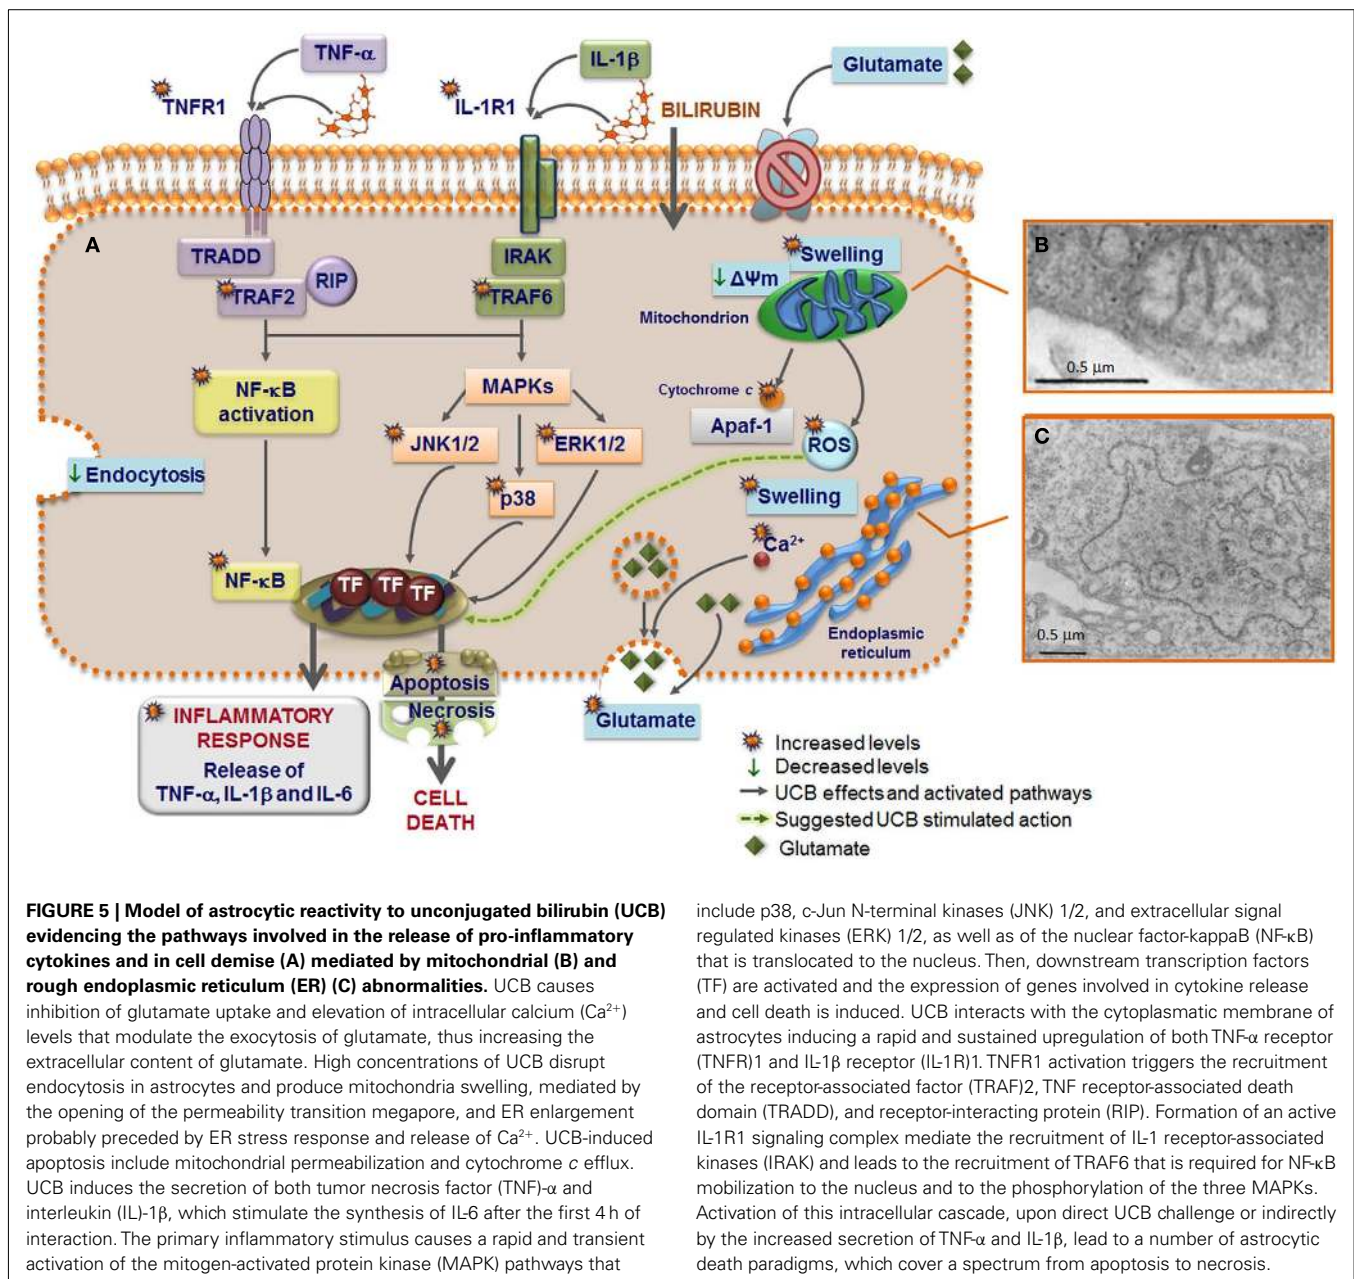 TNF-α
IL-1β
Glutamate
TNFR1
IL-1R1
BILIRUBIN
A
TRADD
RIP
TRAF2
IRAK
TRAF6
Swelling
↓ΔΨm
Mitochondrion
B
0.5 µm
NF-κB
activation
MAPKs
Cytochrome c
Apaf-1
ROS
JNK1/2
ERK1/2
p38
↓Endocytosis
Swelling
Ca²⁺
C
0.5 µm
NF-κB
TF
TF
TF
Endoplasmic
reticulum
Apoptosis
Necrosis
Glutamate
INFLAMMATORY
RESPONSE
Release of
TNF-α, IL-1β and IL-6
CELL
DEATH
Increased levels
↓ Decreased levels
UCB effects and activated pathways
Suggested UCB stimulated action
Glutamate
FIGURE 5 | Model of astrocytic reactivity to unconjugated bilirubin (UCB)
evidencing the pathways involved in the release of pro-inflammatory
cytokines and in cell demise (A) mediated by mitochondrial (B) and
rough endoplasmic reticulum (ER) (C) abnormalities. UCB causes
inhibition of glutamate uptake and elevation of intracellular calcium (Ca²⁺)
levels that modulate the exocytosis of glutamate, thus increasing the
extracellular content of glutamate. High concentrations of UCB disrupt
endocytosis in astrocytes and produce mitochondria swelling, mediated by
the opening of the permeability transition megapore, and ER enlargement
probably preceded by ER stress response and release of Ca²⁺. UCB-induced
apoptosis include mitochondrial permeabilization and cytochrome c efflux.
UCB induces the secretion of both tumor necrosis factor (TNF)-α and
interleukin (IL)-1β, which stimulate the synthesis of IL-6 after the first 4 h of
interaction. The primary inflammatory stimulus causes a rapid and transient
activation of the mitogen-activated protein kinase (MAPK) pathways that
include p38, c-Jun N-terminal kinases (JNK) 1/2, and extracellular signal
regulated kinases (ERK) 1/2, as well as of the nuclear factor-kappaB (NF-κB)
that is translocated to the nucleus. Then, downstream transcription factors
(TF) are activated and the expression of genes involved in cytokine release
and cell death is induced. UCB interacts with the cytoplasmatic membrane of
astrocytes inducing a rapid and sustained upregulation of both TNF-α receptor
(TNFR)1 and IL-1β receptor (IL-1R)1. TNFR1 activation triggers the recruitment
of the receptor-associated factor (TRAF)2, TNF receptor-associated death
domain (TRADD), and receptor-interacting protein (RIP). Formation of an active
IL-1R1 signaling complex mediate the recruitment of IL-1 receptor-associated
kinases (IRAK) and leads to the recruitment of TRAF6 that is required for NF-κB
mobilization to the nucleus and to the phosphorylation of the three MAPKs.
Activation of this intracellular cascade, upon direct UCB challenge or indirectly
by the increased secretion of TNF-α and IL-1β, lead to a number of astrocytic
death paradigms, which cover a spectrum from apoptosis to necrosis.